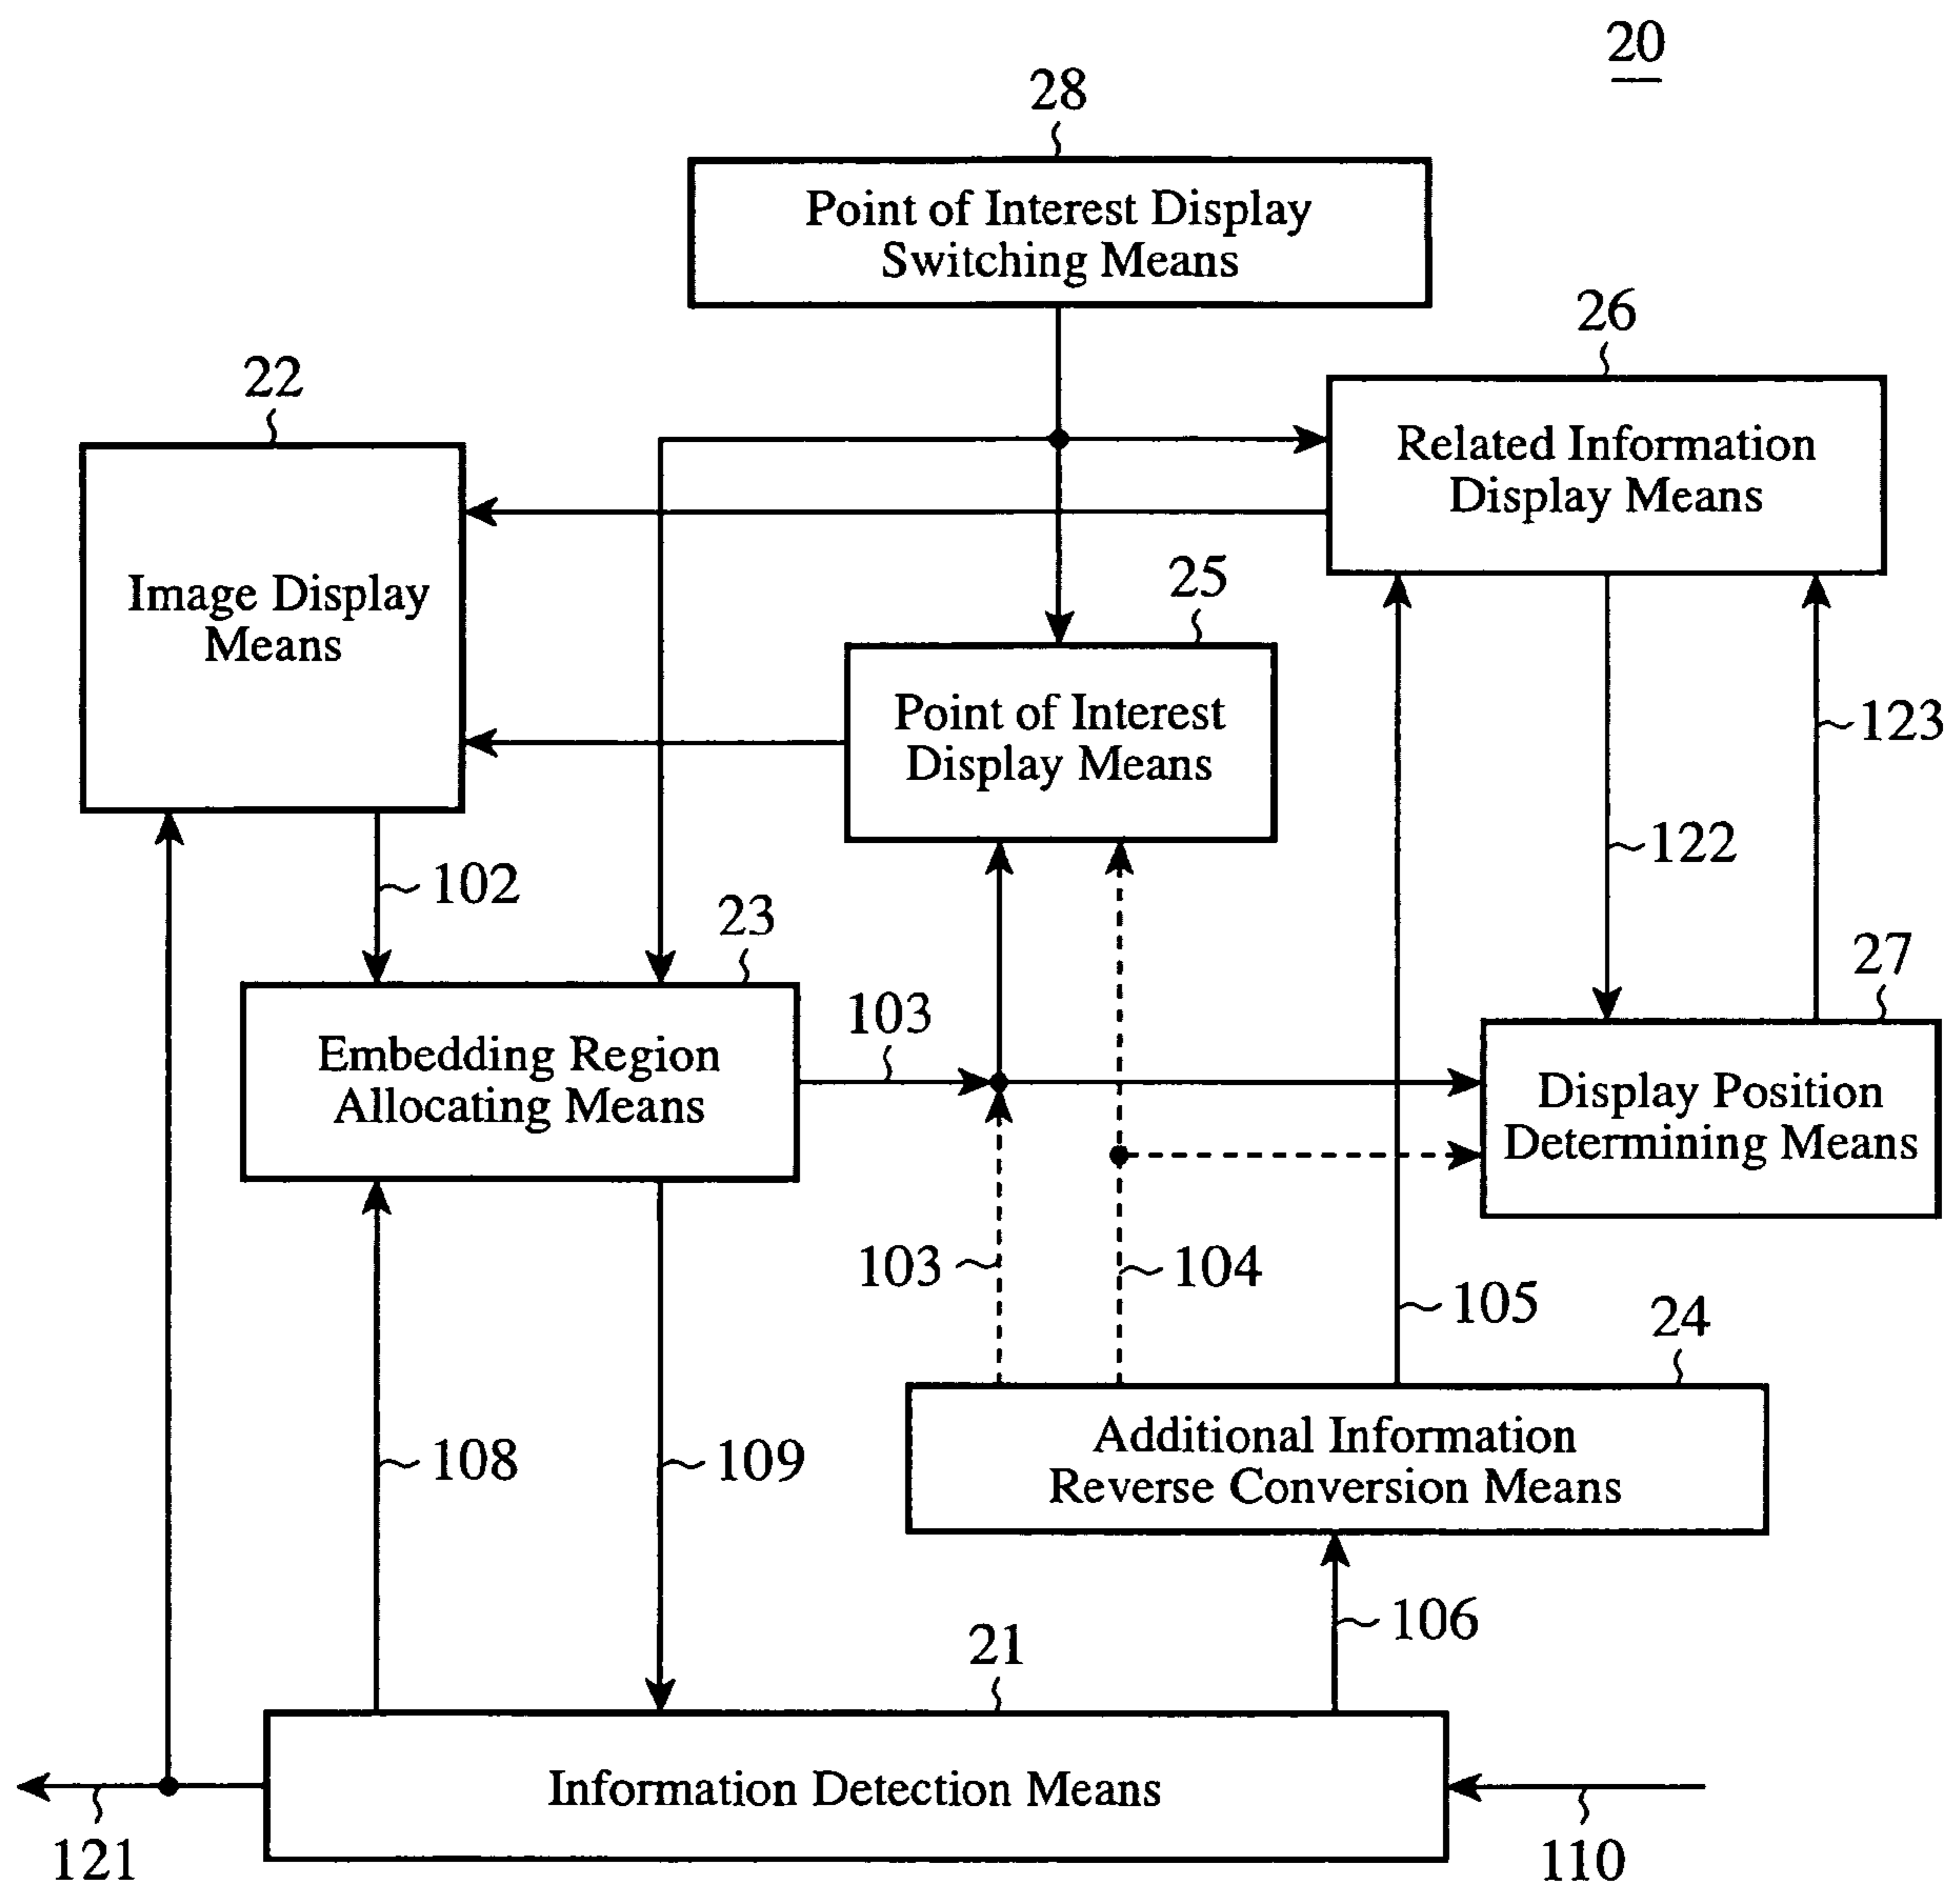 20
28
Point of Interest Display
Switching Means
26
Related Information
Display Means
22
Image Display
Means
25
Point of Interest
Display Means
123
122
102
23
27
103
Embedding Region
Allocating Means
Display Position
Determining Means
103
104
105
24
Additional Information
Reverse Conversion Means
108
109
106
21
Information Detection Means
121
110